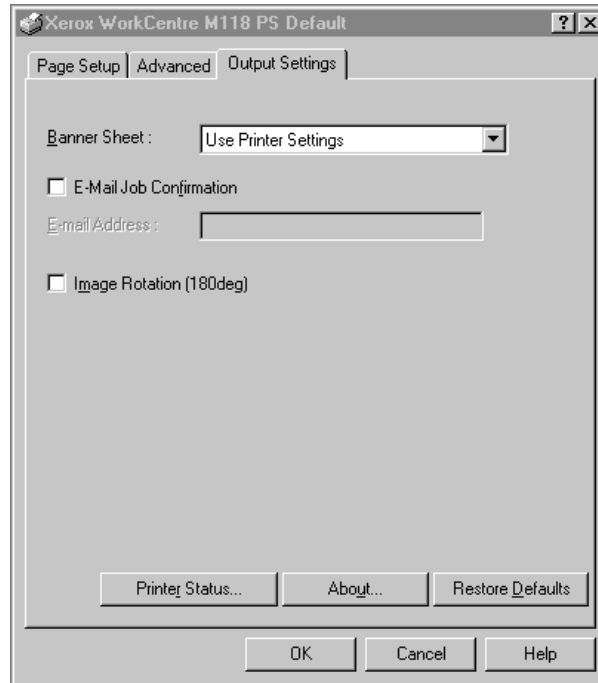 Xerox WorkCentre M118 PS Default
Page Setup Advanced Output Settings
Banner Sheet : Use Printer Settings
E-Mail Job Confirmation
E-mail Address :
Image Rotation (180deg)
Printer Status... About... Restore Defaults
OK Cancel Help